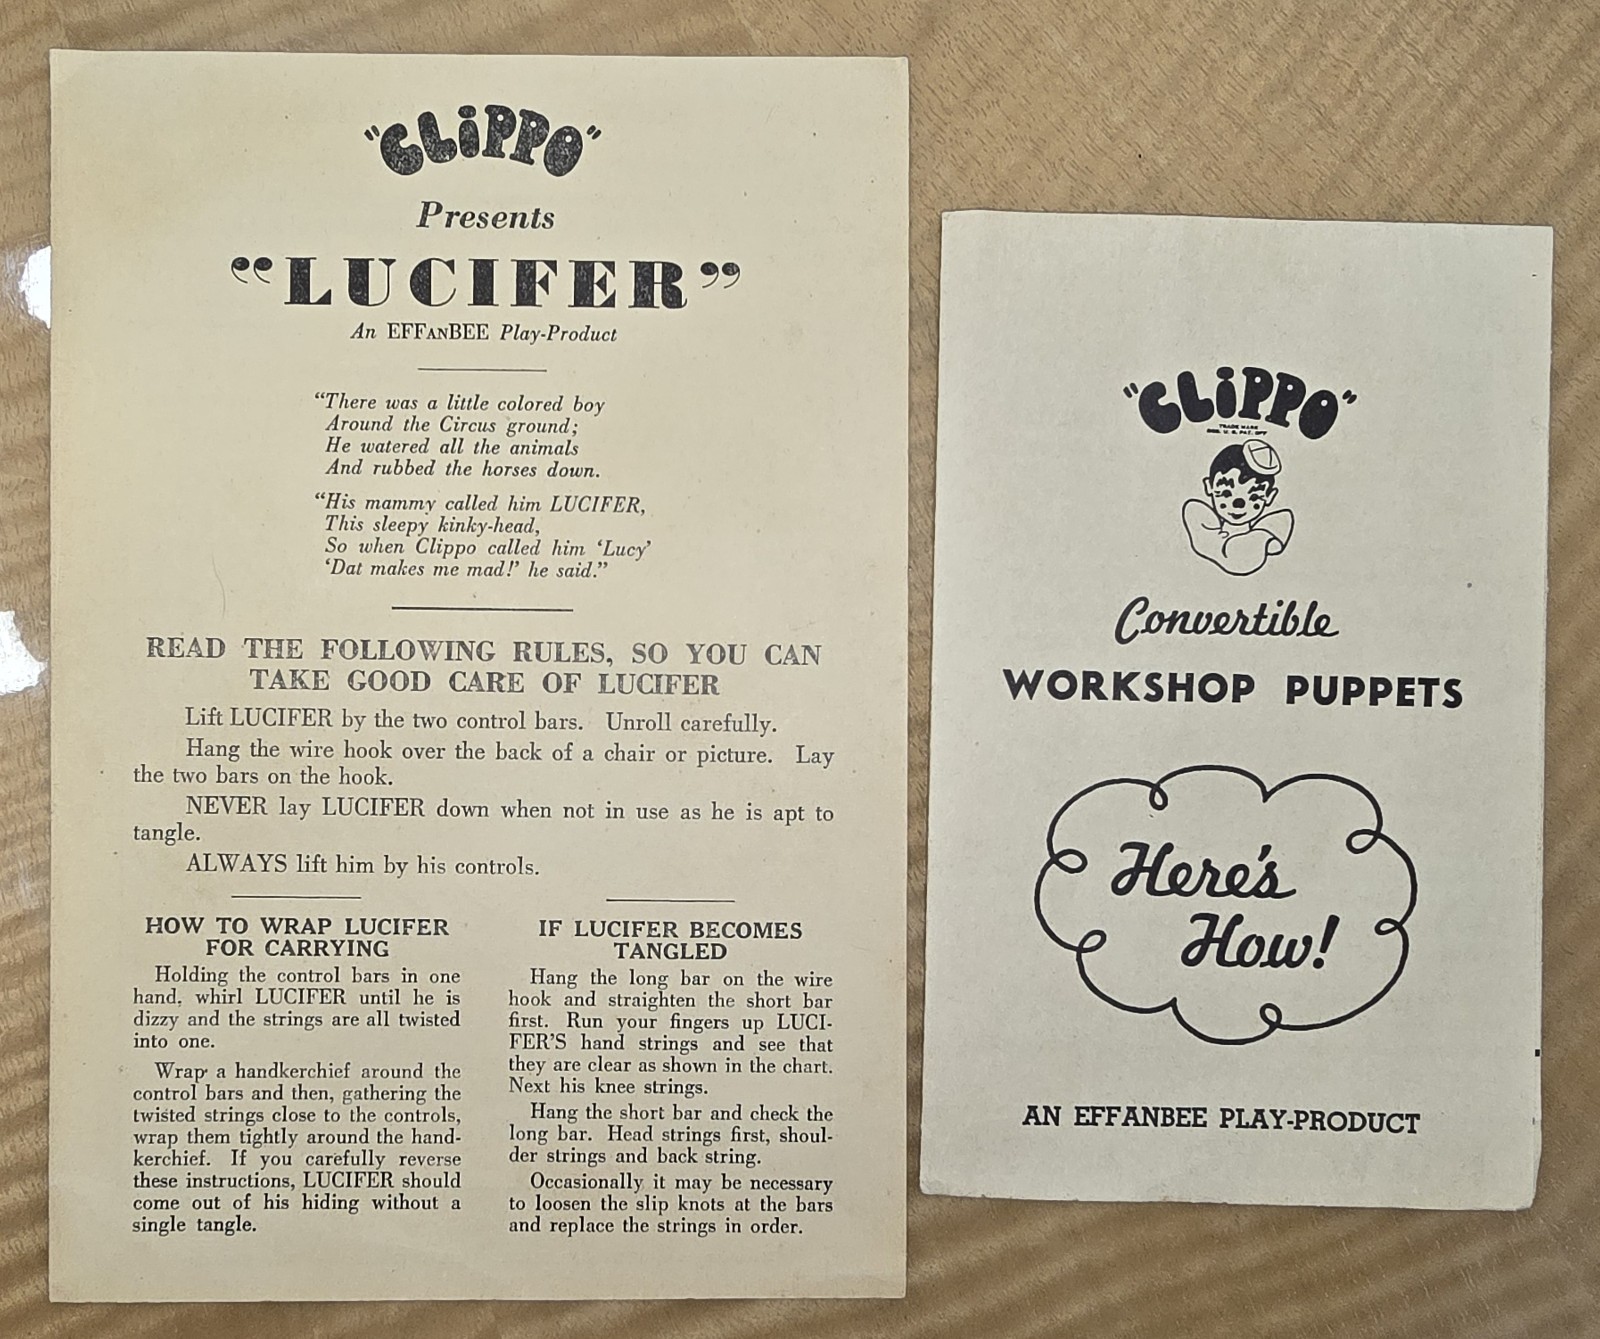 "CLiPPO"
Presents
"LUCIFER"
An EFFANBEE Play-Product
"There was a little colored boy
Around the Circus ground;
He watered all the animals
And rubbed the horses down.
"His mammy called him LUCIFER,
This sleepy kinky-head,
So when Clippo called him 'Lucy'
'Dat makes me mad!' he said."
READ THE FOLLOWING RULES, SO YOU CAN
TAKE GOOD CARE OF LUCIFER
Lift LUCIFER by the two control bars. Unroll carefully.
Hang the wire hook over the back of a chair or picture. Lay
the two bars on the hook.
NEVER lay LUCIFER down when not in use as he is apt to
tangle.
ALWAYS lift him by his controls.
HOW TO WRAP LUCIFER
FOR CARRYING
Holding the control bars in one
hand, whirl LUCIFER until he is
dizzy and the strings are all twisted
into one.
Wrap a handkerchief around the
control bars and then, gathering the
twisted strings close to the controls,
wrap them tightly around the hand-
kerchief. If you carefully reverse
these instructions, LUCIFER should
come out of his hiding without a
single tangle.
IF LUCIFER BECOMES
TANGLED
Hang the long bar on the wire
hook and straighten the short bar
first. Run your fingers up LUCI-
FER'S hand strings and see that
they are clear as shown in the chart.
Next his knee strings.
Hang the short bar and check the
long bar. Head strings first, shoul-
der strings and back string.
Occasionally it may be necessary
to loosen the slip knots at the bars
and replace the strings in order.
"CLiPPO"
TRADE MARK
REG. U. S. PAT. OFF
Convertible
WORKSHOP PUPPETS
Here's
How!
AN EFFANBEE PLAY-PRODUCT